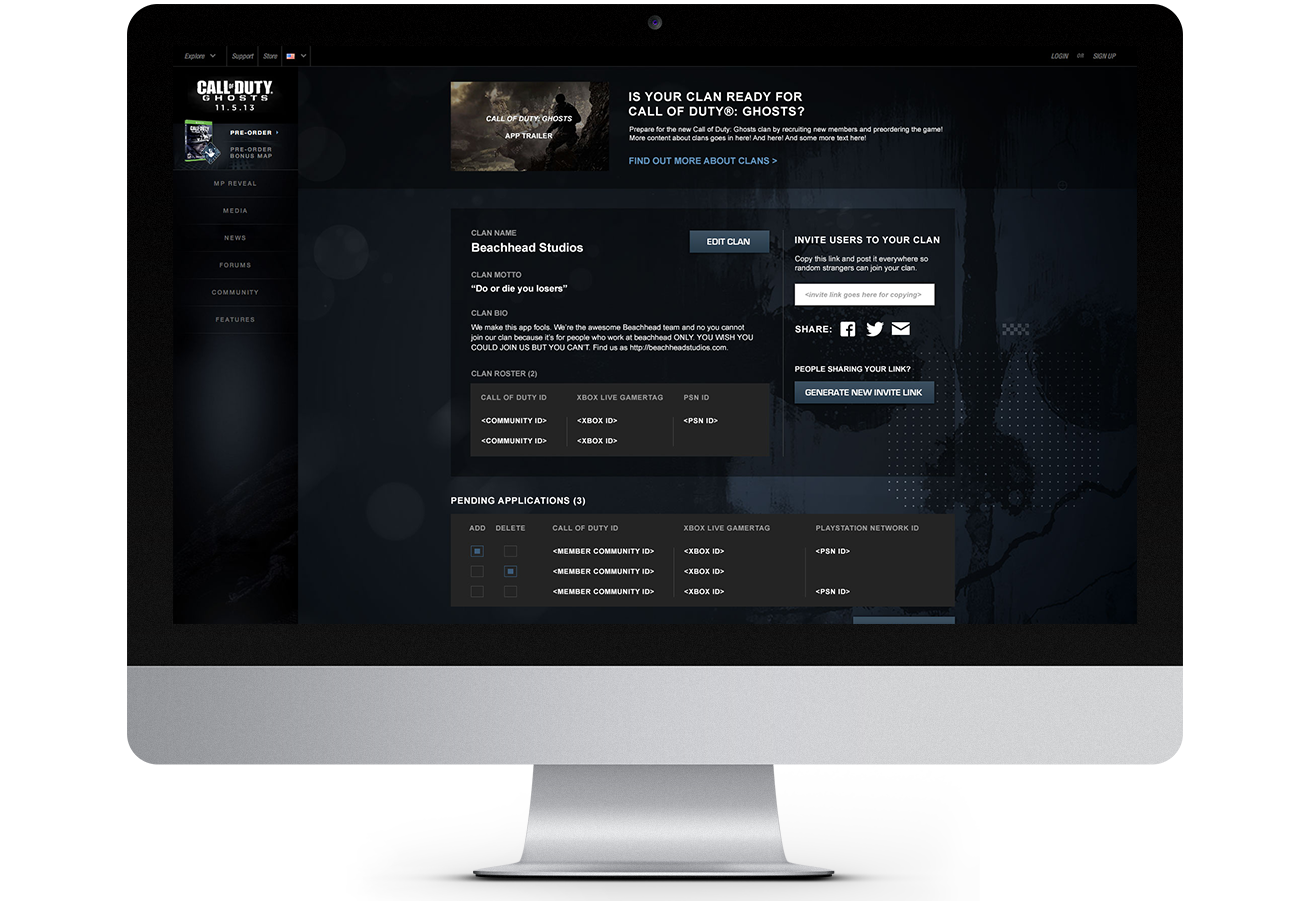 Explore
Support
Store
LOGIN
OR
SIGN UP
CALL OF DUTY
GHOSTS
11.5.13
PRE-ORDER
PRE-ORDER
BONUS MAP
MP REVEAL
MEDIA
NEWS
FORUMS
COMMUNITY
FEATURES
CALL OF DUTY: GHOSTS
APP TRAILER
IS YOUR CLAN READY FOR
CALL OF DUTY®: GHOSTS?
Prepare for the new Call of Duty: Ghosts clan by recruiting new members and preordering the game!
More content about clans goes in here! And here! And some more text here!
FIND OUT MORE ABOUT CLANS >
CLAN NAME
Beachhead Studios
EDIT CLAN
CLAN MOTTO
“Do or die you losers”
CLAN BIO
We make this app fools. We're the awesome Beachhead team and no you cannot
join our clan because it's for people who work at beachhead ONLY. YOU WISH YOU
COULD JOIN US BUT YOU CAN'T. Find us as http://beachheadstudios.com.
CLAN ROSTER (2)
CALL OF DUTY ID XBOX LIVE GAMERTAG PSN ID
<COMMUNITY ID> <XBOX ID> <PSN ID>
<COMMUNITY ID> <XBOX ID>
INVITE USERS TO YOUR CLAN
Copy this link and post it everywhere so
random strangers can join your clan.
<invite link goes here for copying>
SHARE:
PEOPLE SHARING YOUR LINK?
GENERATE NEW INVITE LINK
PENDING APPLICATIONS (3)
ADD DELETE CALL OF DUTY ID XBOX LIVE GAMERTAG PLAYSTATION NETWORK ID
<MEMBER COMMUNITY ID> <XBOX ID> <PSN ID>
<MEMBER COMMUNITY ID> <XBOX ID>
<MEMBER COMMUNITY ID> <XBOX ID> <PSN ID>